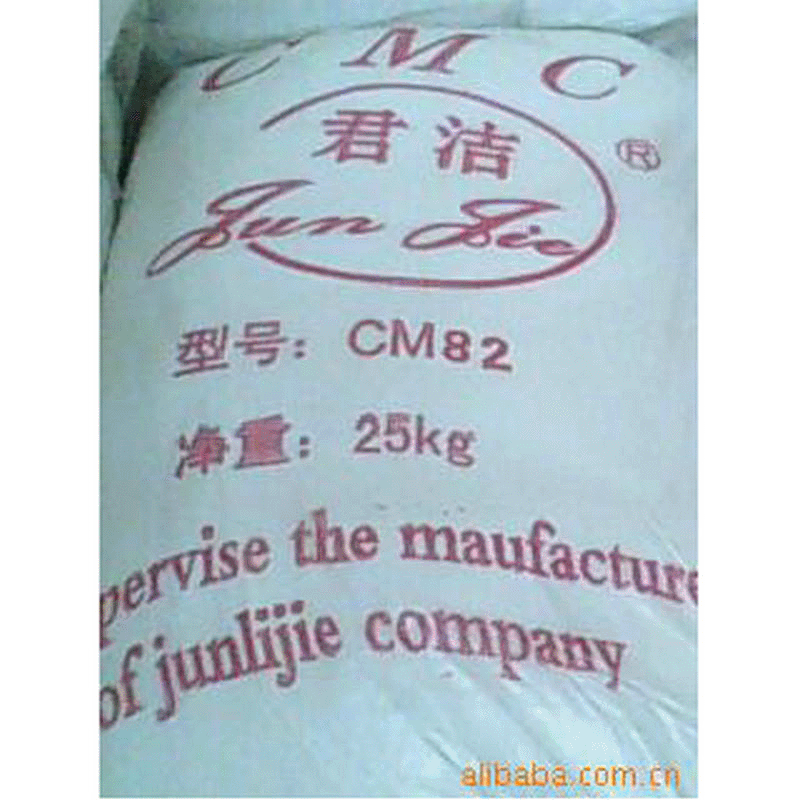 CMC
君洁 ®
Jun Jie
型号: CM82
净重: 25kg
pervise the maufacture
of junlijie company
alibaba.com.cn